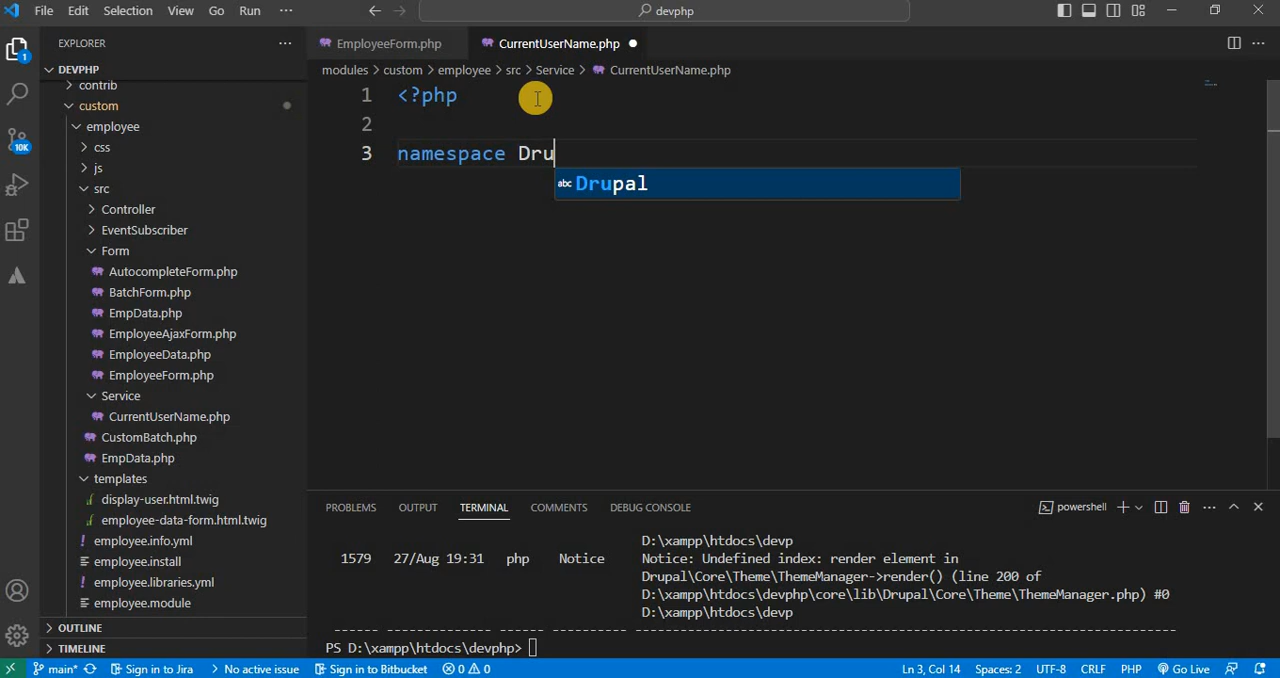 File Edit Selection View Go Run ··· devphp
EXPLORER ···
DEVPHP
contrib
custom
employee
css
js
src
Controller
EventSubscriber
Form
AutocompleteForm.php
BatchForm.php
EmpData.php
EmployeeAjaxForm.php
EmployeeData.php
EmployeeForm.php
Service
CurrentUserName.php
CustomBatch.php
EmpData.php
templates
display-user.html.twig
employee-data-form.html.twig
employee.info.yml
employee.install
employee.libraries.yml
employee.module
OUTLINE
TIMELINE
1
10K
EmployeeForm.php CurrentUserName.php
modules > custom > employee > src > Service > CurrentUserName.php
1 <?php
2
3 namespace Dru
abc Drupal
PROBLEMS OUTPUT TERMINAL COMMENTS DEBUG CONSOLE powershell
D:\xampp\htdocs\devp
1579 27/Aug 19:31 php Notice Notice: Undefined index: render element in
Drupal\Core\Theme\ThemeManager->render() (line 200 of
D:\xampp\htdocs\devphp\core\lib\Drupal\Core\Theme\ThemeManager.php) #0
D:\xampp\htdocs\devp
------ -------------- ------ ---------- ---------------------------------------------------------
PS D:\xampp\htdocs\devphp>
main* Sign in to Jira No active issue Sign in to Bitbucket 0 0 Ln 3, Col 14 Spaces: 2 UTF-8 CRLF PHP Go Live